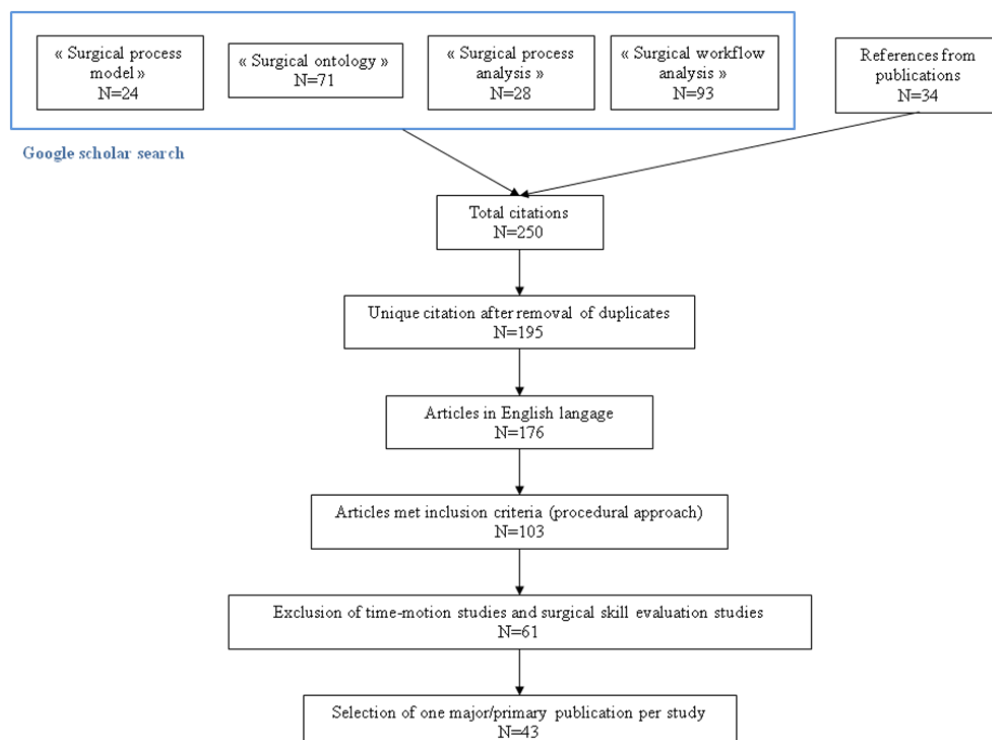 « Surgical process
model »
N=24
« Surgical ontology »
N=71
« Surgical process
analysis »
N=28
« Surgical workflow
analysis »
N=93
References from
publications
N=34
Google scholar search
Total citations
N=250
Unique citation after removal of duplicates
N=195
Articles in English langage
N=176
Articles met inclusion criteria (procedural approach)
N=103
Exclusion of time-motion studies and surgical skill evaluation studies
N=61
Selection of one major/primary publication per study
N=43